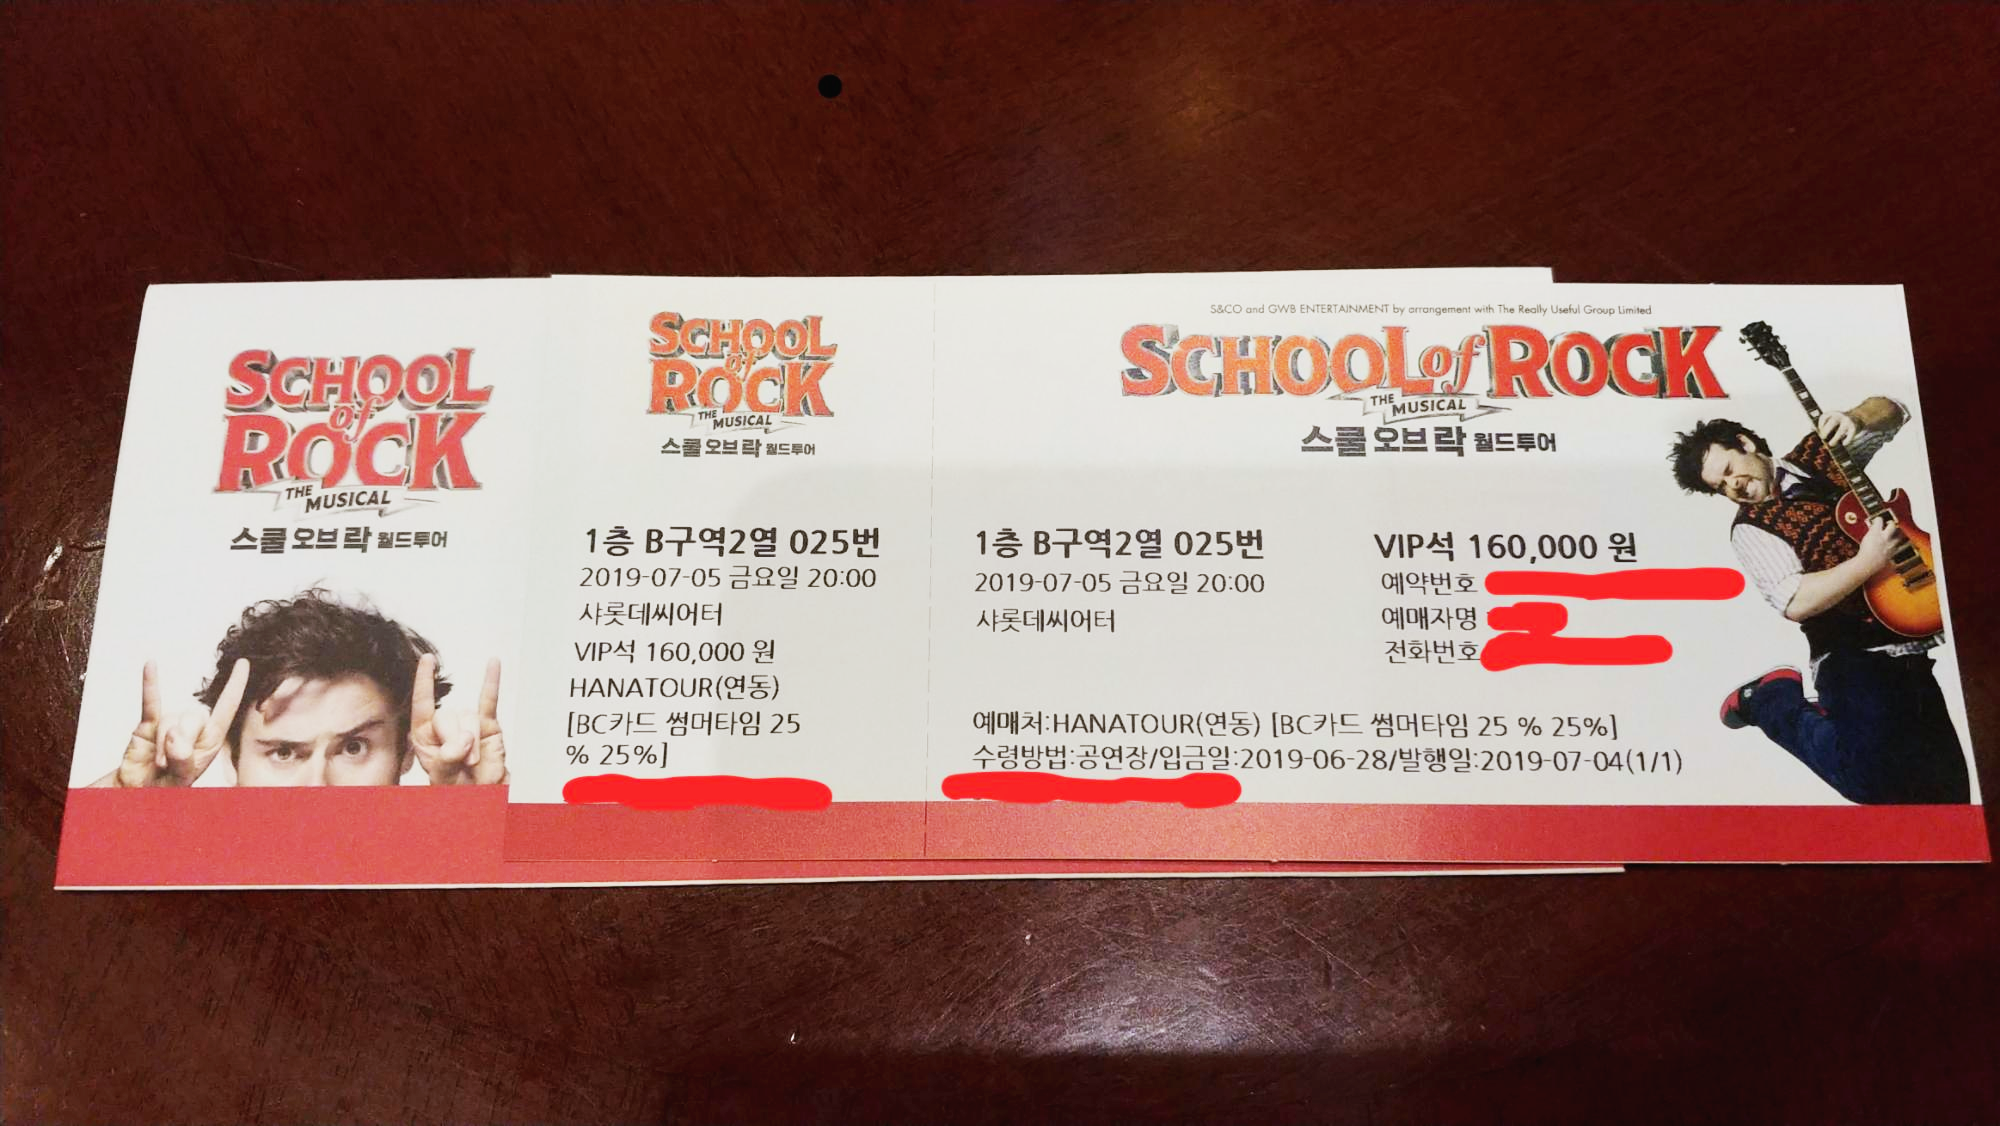 SCHOOL
of
ROCK
THE
MUSICAL
스쿨 오브 락 월드투어
SCHOOL
of
ROCK
THE
MUSICAL
스쿨 오브 락 월드투어
1층 B구역2열 025번
2019-07-05 금요일 20:00
샤롯데씨어터
VIP석 160,000 원
HANATOUR(연동)
[BC카드 썸머타임 25
% 25%]
S&CO and GWB ENTERTAINMENT by arrangement with The Really Useful Group Limited
SCHOOL of ROCK
THE
MUSICAL
스쿨 오브 락 월드투어
1층 B구역2열 025번
2019-07-05 금요일 20:00
샤롯데씨어터
VIP석 160,000 원
예약번호
예매자명
전화번호
예매처:HANATOUR(연동) [BC카드 썸머타임 25 % 25%]
수령방법:공연장/입금일:2019-06-28/발행일:2019-07-04(1/1)